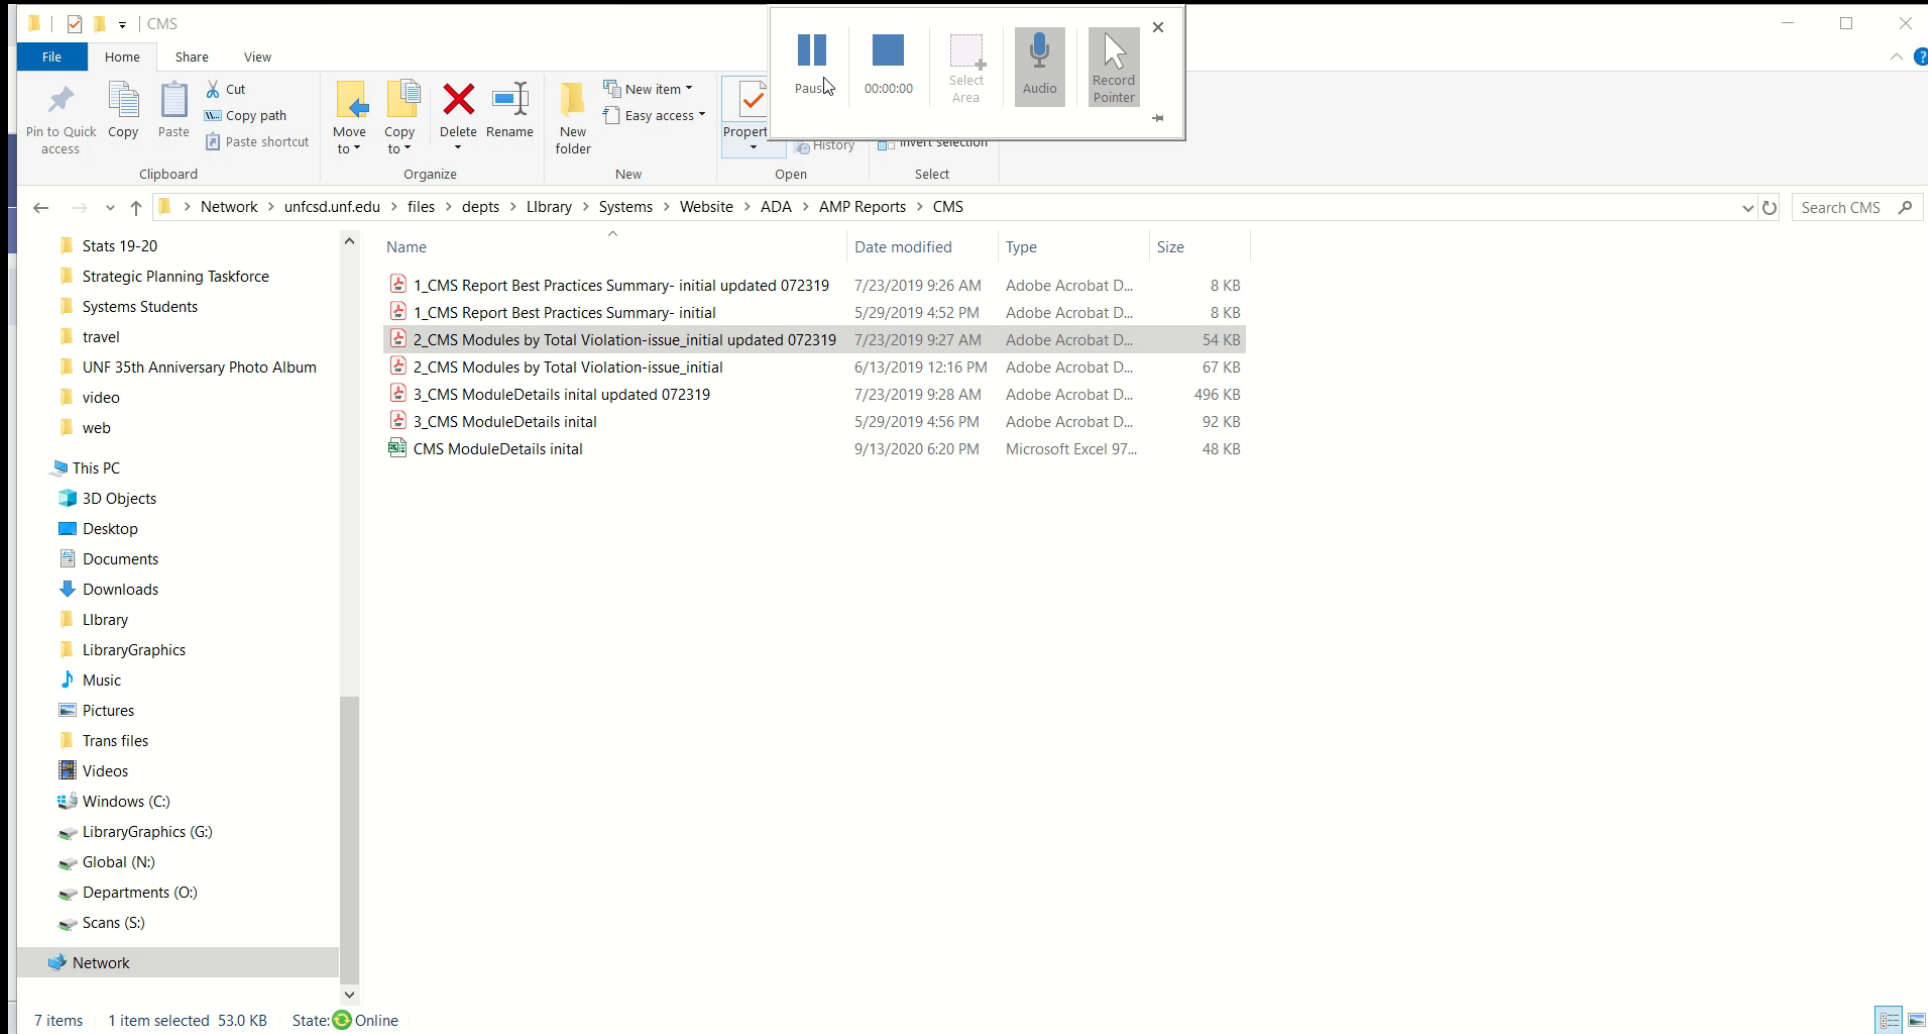 CMS
File Home Share View
Pin to Quick access
Copy
Paste
Cut
Copy path
Paste shortcut
Clipboard
Move to
Copy to
Delete
Rename
Organize
New folder
New item
Easy access
New
Propert
History
Open
Invert selection
Select
Paus
00:00:00
Select Area
Audio
Record Pointer
Network > unfcsd.unf.edu > files > depts > LIbrary > Systems > Website > ADA > AMP Reports > CMS
Search CMS
Stats 19-20
Strategic Planning Taskforce
Systems Students
travel
UNF 35th Anniversary Photo Album
video
web
This PC
3D Objects
Desktop
Documents
Downloads
LIbrary
LibraryGraphics
Music
Pictures
Trans files
Videos
Windows (C:)
LibraryGraphics (G:)
Global (N:)
Departments (O:)
Scans (S:)
Network
Name Date modified Type Size
1_CMS Report Best Practices Summary- initial updated 072319 7/23/2019 9:26 AM Adobe Acrobat D... 8 KB
1_CMS Report Best Practices Summary- initial 5/29/2019 4:52 PM Adobe Acrobat D... 8 KB
2_CMS Modules by Total Violation-issue_initial updated 072319 7/23/2019 9:27 AM Adobe Acrobat D... 54 KB
2_CMS Modules by Total Violation-issue_initial 6/13/2019 12:16 PM Adobe Acrobat D... 67 KB
3_CMS ModuleDetails inital updated 072319 7/23/2019 9:28 AM Adobe Acrobat D... 496 KB
3_CMS ModuleDetails inital 5/29/2019 4:56 PM Adobe Acrobat D... 92 KB
CMS ModuleDetails inital 9/13/2020 6:20 PM Microsoft Excel 97... 48 KB
7 items 1 item selected 53.0 KB State: Online